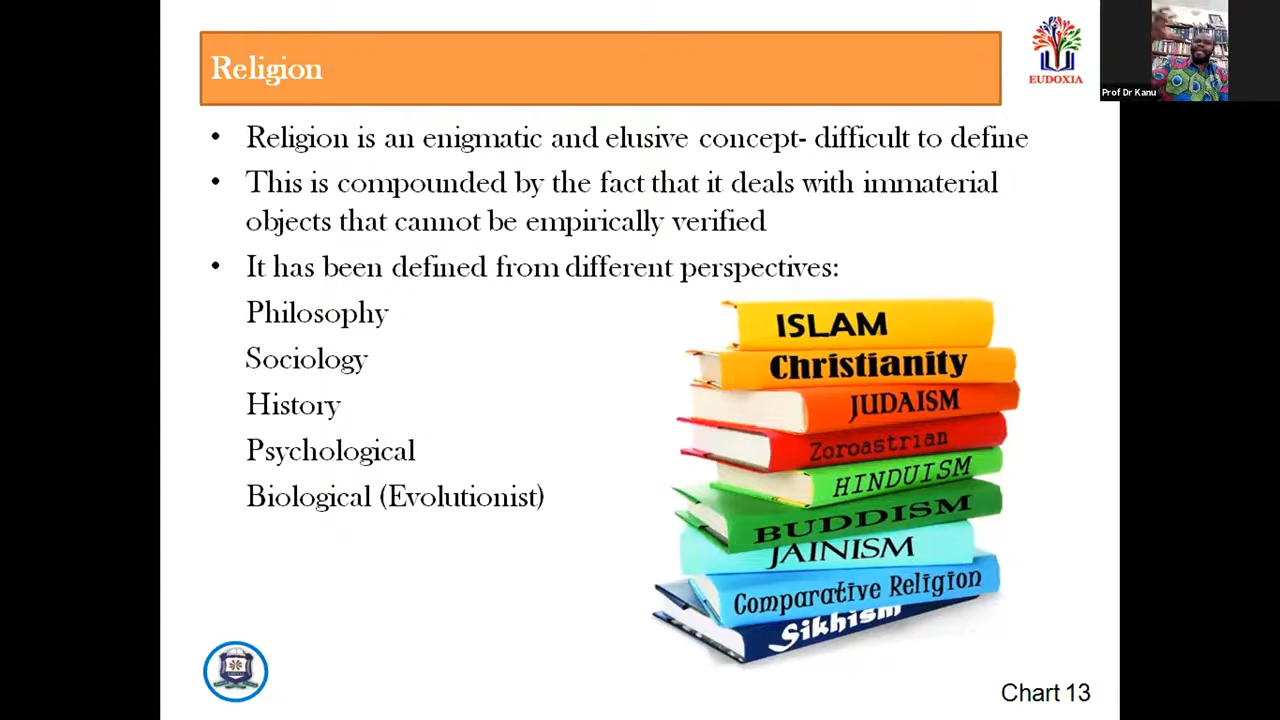 Religion
EUDOXIA
Prof Dr Kanu
• Religion is an enigmatic and elusive concept- difficult to define
• This is compounded by the fact that it deals with immaterial
objects that cannot be empirically verified
• It has been defined from different perspectives:
Philosophy
Sociology
History
Psychological
Biological (Evolutionist)
ISLAM
Christianity
JUDAISM
Zoroastrian
HINDUISM
BUDDISM
JAINISM
Comparative Religion
Sikhism
Chart 13